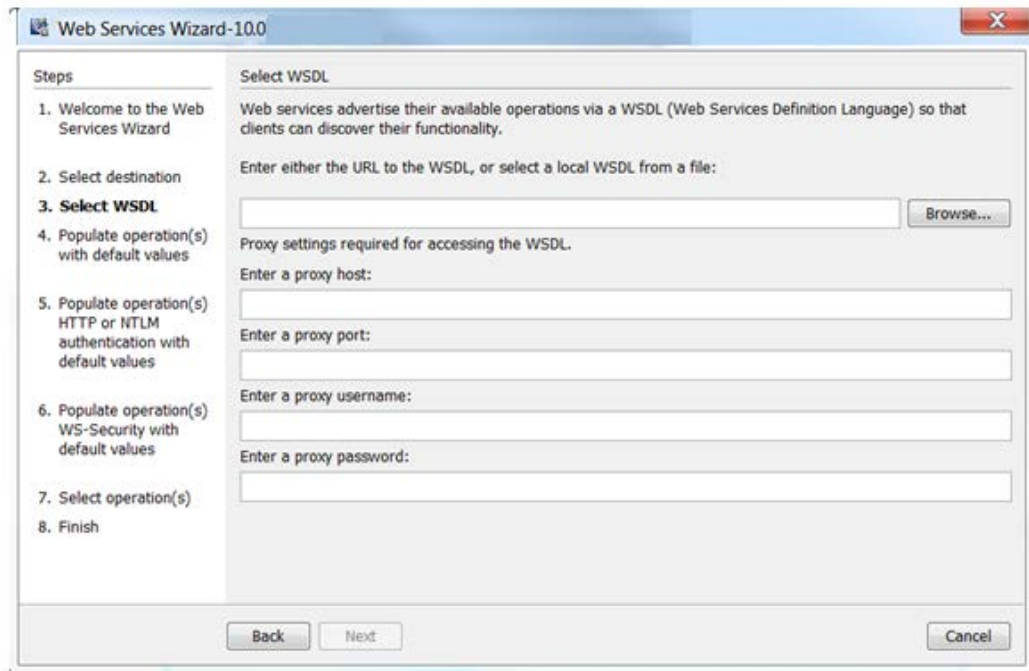 Web Services Wizard-10.0
Steps
1. Welcome to the Web
Services Wizard
2. Select destination
3. Select WSDL
4. Populate operation(s)
with default values
5. Populate operation(s)
HTTP or NTLM
authentication with
default values
6. Populate operation(s)
WS-Security with
default values
7. Select operation(s)
8. Finish
Select WSDL
Web services advertise their available operations via a WSDL (Web Services Definition Language) so that
clients can discover their functionality.
Enter either the URL to the WSDL, or select a local WSDL from a file:
Browse...
Proxy settings required for accessing the WSDL.
Enter a proxy host:
Enter a proxy port:
Enter a proxy username:
Enter a proxy password:
Back
Next
Cancel